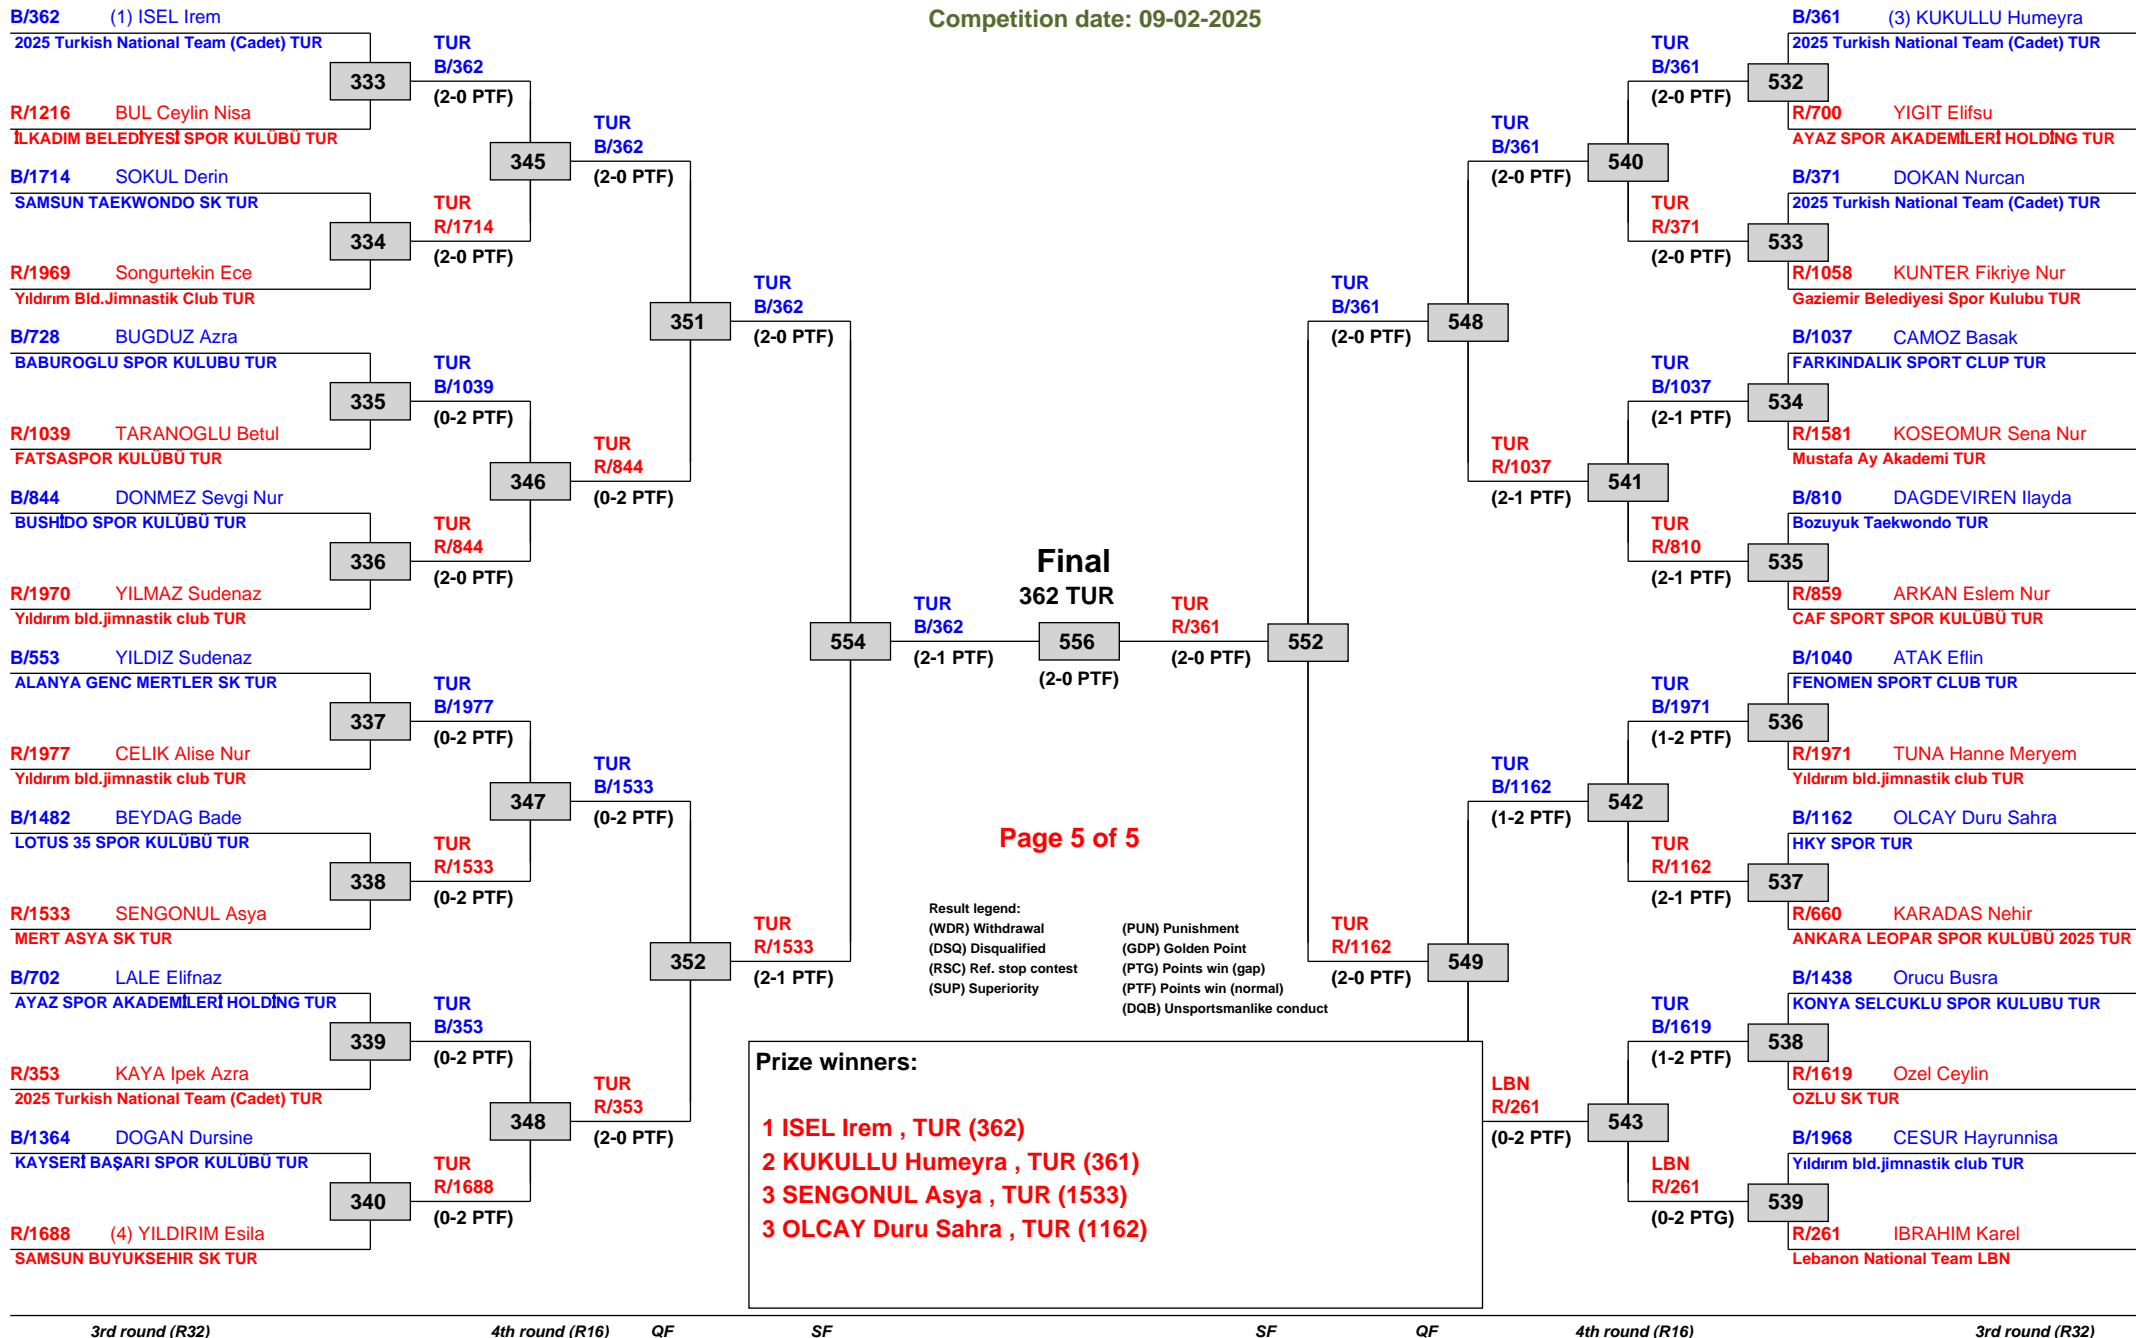 Competition date: 09-02-2025
B/362 (1) ISEL Irem
2025 Turkish National Team (Cadet) TUR
333
R/1216 BUL Ceylin Nisa
İLKADIM BELEDİYESİ SPOR KULÜBÜ TUR
B/1714 SOKUL Derin
SAMSUN TAEKWONDO SK TUR
334
R/1969 Songurtekin Ece
Yıldırım Bld.Jimnastik Club TUR
B/728 BUGDUZ Azra
BABUROGLU SPOR KULUBU TUR
335
R/1039 TARANOGLU Betul
FATSASPOR KULÜBÜ TUR
B/844 DONMEZ Sevgi Nur
BUSHİDO SPOR KULÜBÜ TUR
336
R/1970 YILMAZ Sudenaz
Yıldırım bld.jimnastik club TUR
B/553 YILDIZ Sudenaz
ALANYA GENC MERTLER SK TUR
337
R/1977 CELIK Alise Nur
Yıldırım bld.jimnastik club TUR
B/1482 BEYDAG Bade
LOTUS 35 SPOR KULÜBÜ TUR
338
R/1533 SENGONUL Asya
MERT ASYA SK TUR
B/702 LALE Elifnaz
AYAZ SPOR AKADEMİLERİ HOLDİNG TUR
339
R/353 KAYA Ipek Azra
2025 Turkish National Team (Cadet) TUR
B/1364 DOGAN Dursine
KAYSERİ BAŞARI SPOR KULÜBÜ TUR
340
R/1688 (4) YILDIRIM Esila
SAMSUN BUYUKSEHIR SK TUR
TUR
B/362
(2-0 PTF)
345
TUR
R/1714
(2-0 PTF)
TUR
B/1039
(0-2 PTF)
346
TUR
R/844
(2-0 PTF)
TUR
B/1977
(0-2 PTF)
347
TUR
R/1533
(0-2 PTF)
TUR
B/353
(0-2 PTF)
348
TUR
R/1688
(0-2 PTF)
TUR
B/362
(2-0 PTF)
351
TUR
R/844
(0-2 PTF)
TUR
B/1533
(0-2 PTF)
352
TUR
R/353
(2-0 PTF)
TUR
B/362
(2-0 PTF)
554
TUR
R/1533
(2-1 PTF)
TUR
B/362
(2-1 PTF)
Final
362 TUR
556
(2-0 PTF)
TUR
R/361
(2-0 PTF)
Page 5 of 5
Result legend:
(WDR) Withdrawal
(DSQ) Disqualified
(RSC) Ref. stop contest
(SUP) Superiority
(PUN) Punishment
(GDP) Golden Point
(PTG) Points win (gap)
(PTF) Points win (normal)
(DQB) Unsportsmanlike conduct
Prize winners:
1 ISEL Irem , TUR (362)
2 KUKULLU Humeyra , TUR (361)
3 SENGONUL Asya , TUR (1533)
3 OLCAY Duru Sahra , TUR (1162)
TUR
B/361
(2-0 PTF)
552
TUR
R/1162
(2-0 PTF)
TUR
B/361
(2-0 PTF)
548
TUR
R/1037
(2-1 PTF)
TUR
B/1162
(1-2 PTF)
549
LBN
R/261
(0-2 PTF)
TUR
B/361
(2-0 PTF)
540
TUR
R/371
(2-0 PTF)
TUR
B/1037
(2-1 PTF)
541
TUR
R/810
(2-1 PTF)
TUR
B/1971
(1-2 PTF)
542
TUR
R/1162
(2-1 PTF)
TUR
B/1619
(1-2 PTF)
543
LBN
R/261
(0-2 PTG)
B/361 (3) KUKULLU Humeyra
2025 Turkish National Team (Cadet) TUR
532
R/700 YIGIT Elifsu
AYAZ SPOR AKADEMİLERİ HOLDİNG TUR
B/371 DOKAN Nurcan
2025 Turkish National Team (Cadet) TUR
533
R/1058 KUNTER Fikriye Nur
Gaziemir Belediyesi Spor Kulubu TUR
B/1037 CAMOZ Basak
FARKINDALIK SPORT CLUP TUR
534
R/1581 KOSEOMUR Sena Nur
Mustafa Ay Akademi TUR
B/810 DAGDEVIREN Ilayda
Bozuyuk Taekwondo TUR
535
R/859 ARKAN Eslem Nur
CAF SPORT SPOR KULÜBÜ TUR
B/1040 ATAK Eflin
FENOMEN SPORT CLUB TUR
536
R/1971 TUNA Hanne Meryem
Yıldırım bld.jimnastik club TUR
B/1162 OLCAY Duru Sahra
HKY SPOR TUR
537
R/660 KARADAS Nehir
ANKARA LEOPAR SPOR KULÜBÜ 2025 TUR
B/1438 Orucu Busra
KONYA SELCUKLU SPOR KULUBU TUR
538
R/1619 Ozel Ceylin
OZLU SK TUR
B/1968 CESUR Hayrunnisa
Yıldırım bld.jimnastik club TUR
539
R/261 IBRAHIM Karel
Lebanon National Team LBN
3rd round (R32) 4th round (R16) QF SF SF QF 4th round (R16) 3rd round (R32)